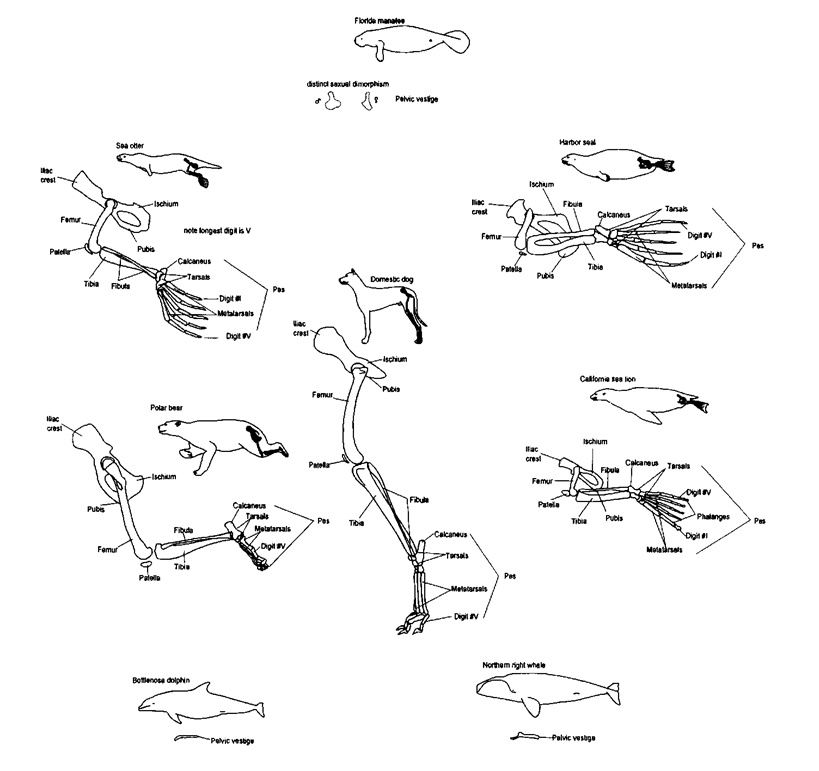 Florida manatee
distinct sexual dimorphism
♂
♀
Pelvic vestige
Sea otter
Iliac
crest
Ischium
Femur
note longest digit is V
Patella
Pubis
Calcaneus
Tarsals
Tibia
Fibula
Digit #I
Pes
Metatarsals
Digit #V
Harbor seal
Ischium
Iliac
crest
Fibula
Calcaneus
Tarsals
Femur
Digit #V
Pes
Digit #I
Patella
Pubis
Tibia
Metatarsals
Domestic dog
Iliac
crest
Ischium
Pubis
Femur
Patella
Fibula
Tibia
Calcaneus
Tarsals
Pes
Metatarsals
Digit #V
Polar bear
Iliac
crest
Ischium
Pubis
Calcaneus
Tarsals
Fibula
Metatarsals
Pes
Femur
Digit #V
Tibia
Patella
California sea lion
Ischium
Iliac
crest
Fibula
Calcaneus
Tarsals
Femur
Digit #V
Patella
Phalanges
Tibia
Pubis
Pes
Digit #I
Metatarsals
Bottlenose dolphin
Pelvic vestige
Northern right whale
Pelvic vestige